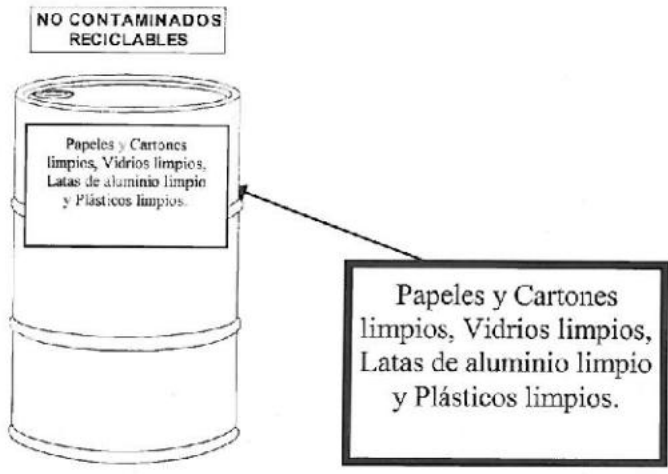 NO CONTAMINADOS
RECICLABLES
Papeles y Cartones
limpios, Vidrios limpios,
Latas de aluminio limpio
y Plásticos limpios.
Papeles y Cartones
limpios, Vidrios limpios,
Latas de aluminio limpio
y Plásticos limpios.